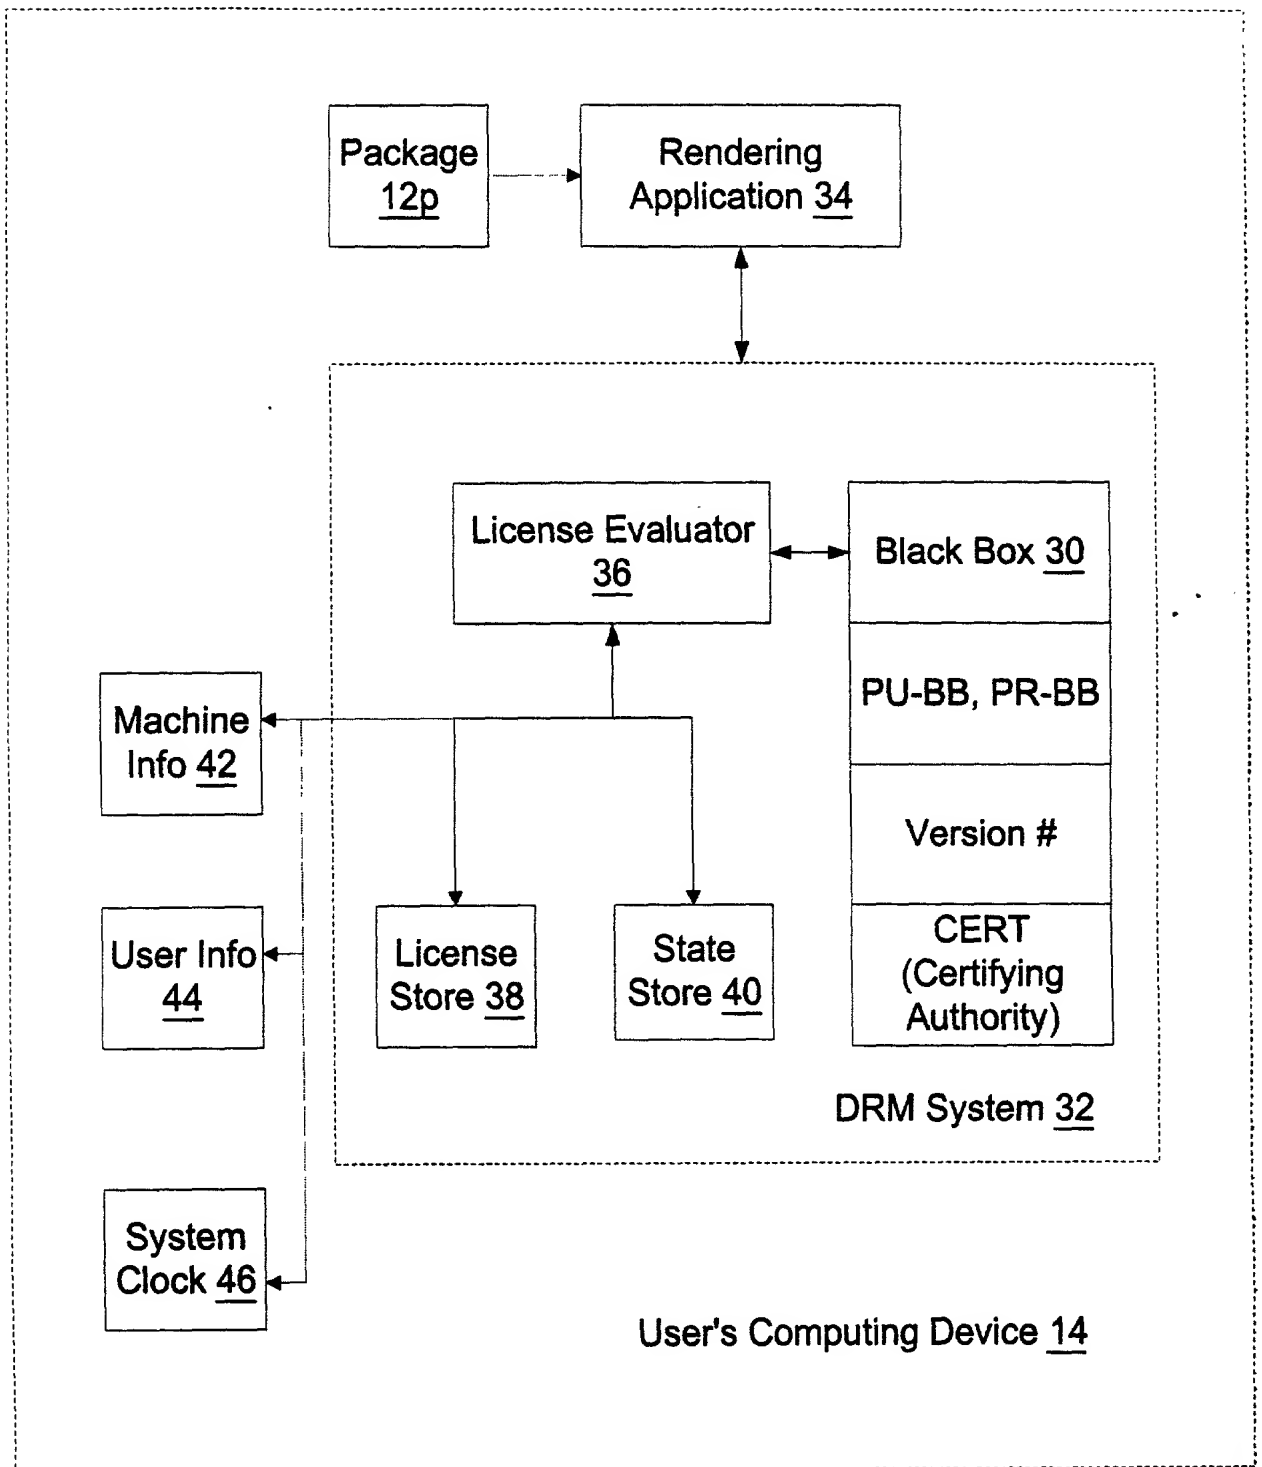 Package
12p
Rendering
Application 34
License Evaluator
36
Black Box 30
PU-BB, PR-BB
Version #
CERT
(Certifying
Authority)
Machine
Info 42
User Info
44
License
Store 38
State
Store 40
DRM System 32
System
Clock 46
User's Computing Device 14